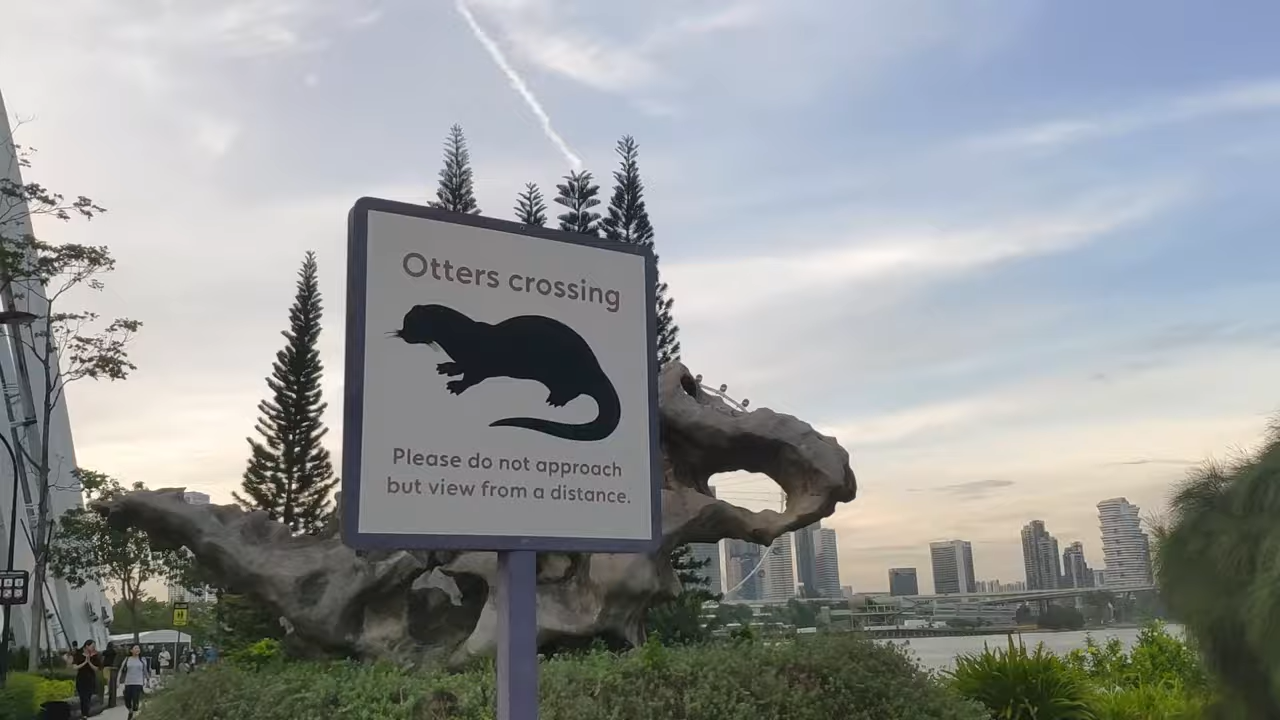 Otters crossing
Please do not approach
but view from a distance.